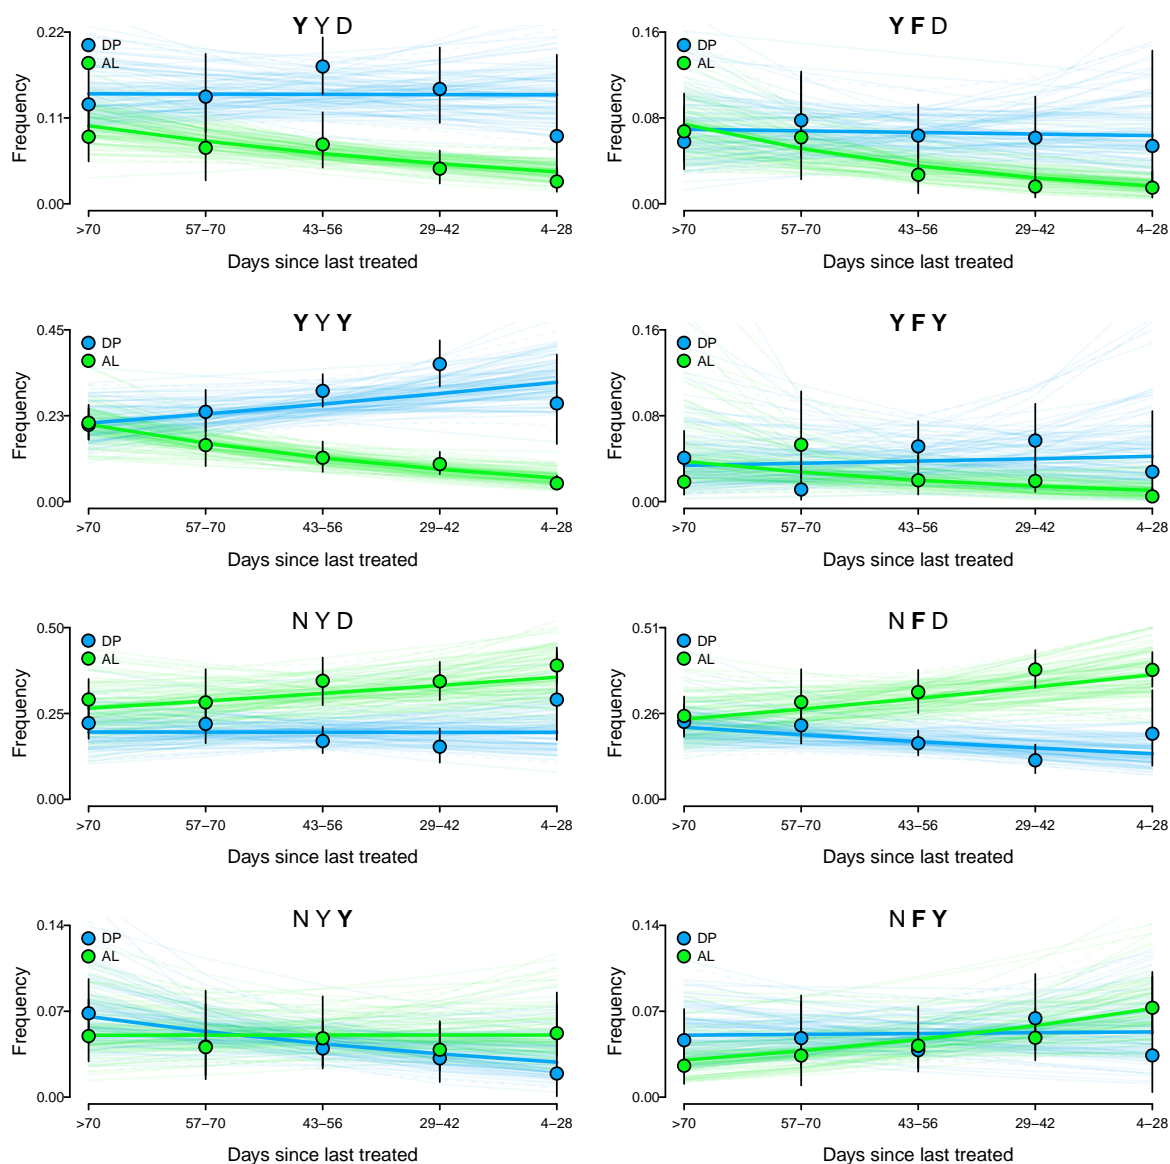 Y Y D
0.22
0.11
0.00
Frequency
DP
AL
>70
57–70
43–56
29–42
4–28
Days since last treated
Y F D
0.16
0.08
0.00
Frequency
DP
AL
>70
57–70
43–56
29–42
4–28
Days since last treated
Y Y Y
0.45
0.23
0.00
Frequency
DP
AL
>70
57–70
43–56
29–42
4–28
Days since last treated
Y F Y
0.16
0.08
0.00
Frequency
DP
AL
>70
57–70
43–56
29–42
4–28
Days since last treated
N Y D
0.50
0.25
0.00
Frequency
DP
AL
>70
57–70
43–56
29–42
4–28
Days since last treated
N F D
0.51
0.26
0.00
Frequency
DP
AL
>70
57–70
43–56
29–42
4–28
Days since last treated
N Y Y
0.14
0.07
0.00
Frequency
DP
AL
>70
57–70
43–56
29–42
4–28
Days since last treated
N F Y
0.14
0.07
0.00
Frequency
DP
AL
>70
57–70
43–56
29–42
4–28
Days since last treated